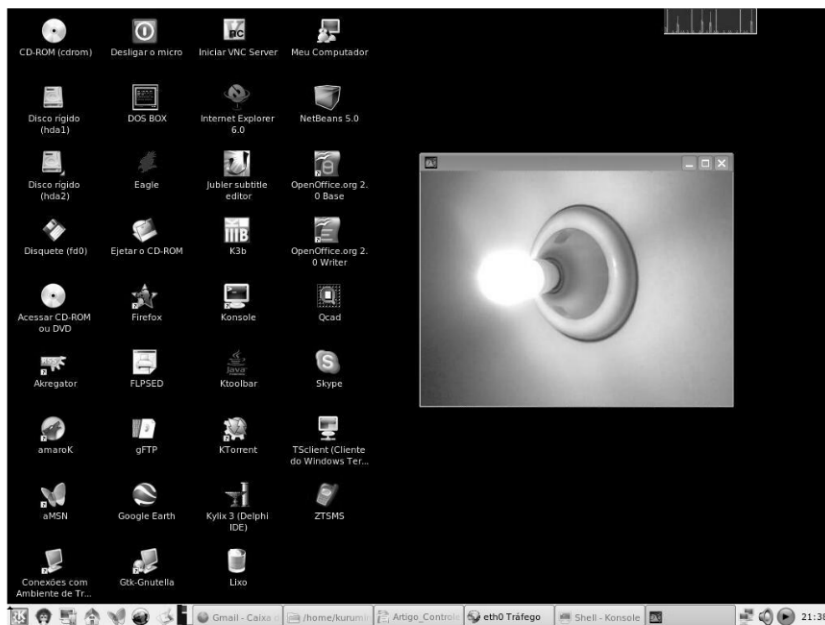 CD-ROM (cdrom)
Desligar o micro
Iniciar VNC Server
Meu Computador
Disco rígido
(hda1)
DOS BOX
Internet Explorer
6.0
NetBeans 5.0
Disco rígido
(hda2)
Eagle
Jubler subtitle
editor
OpenOffice.org 2.
0 Base
Disquete (fd0)
Ejetar o CD-ROM
K3b
OpenOffice.org 2.
0 Writer
Acessar CD-ROM
ou DVD
Firefox
Konsole
Qcad
Akregator
FLPSED
Ktoolbar
Skype
amaroK
gFTP
KTorrent
TSclient (Cliente
do Windows Ter...
aMSN
Google Earth
Kylix 3 (Delphi
IDE)
ZTSMS
Conexões com
Ambiente de Tr...
Gtk-Gnutella
Lixo
Gmail - Caixa
/home/kurumin
Artigo_Controle
eth0 Tráfego
Shell - Konsole
21:38